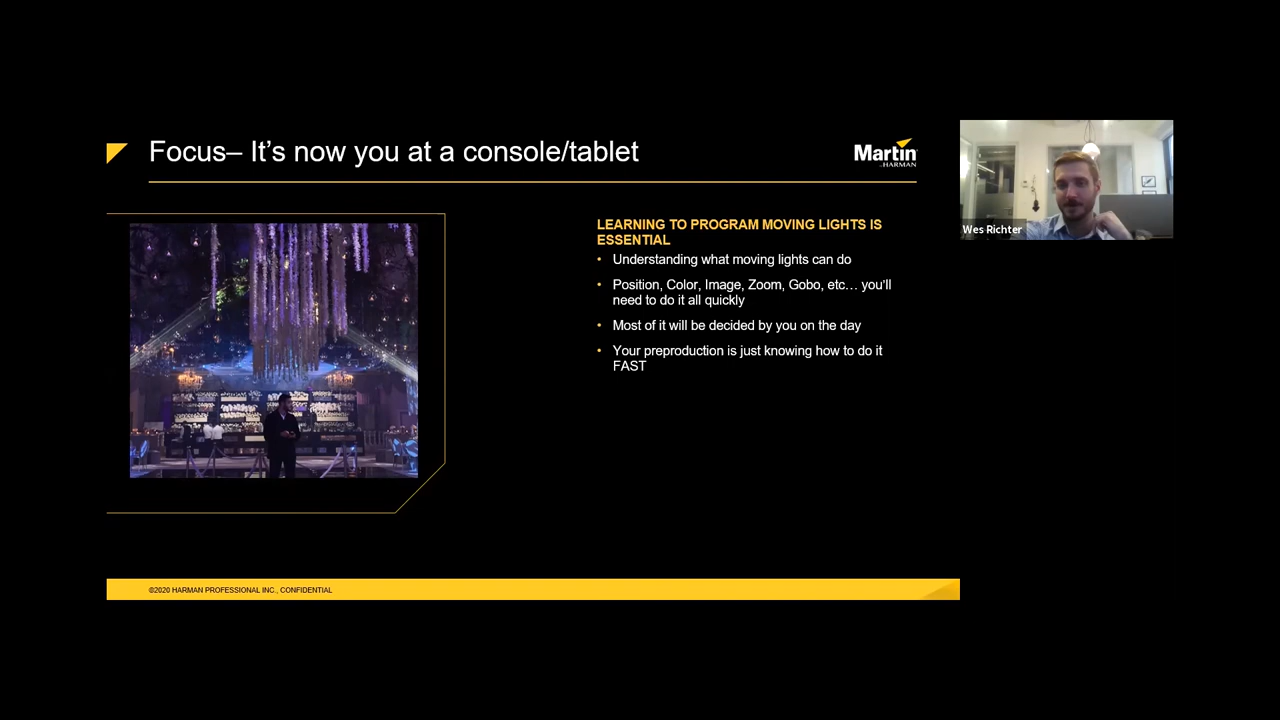 Focus– It's now you at a console/tablet
Martin
by HARMAN
LEARNING TO PROGRAM MOVING LIGHTS IS
ESSENTIAL
• Understanding what moving lights can do
• Position, Color, Image, Zoom, Gobo, etc… you'll
need to do it all quickly
• Most of it will be decided by you on the day
• Your preproduction is just knowing how to do it
FAST
Wes Richter
©2020 HARMAN PROFESSIONAL INC., CONFIDENTIAL